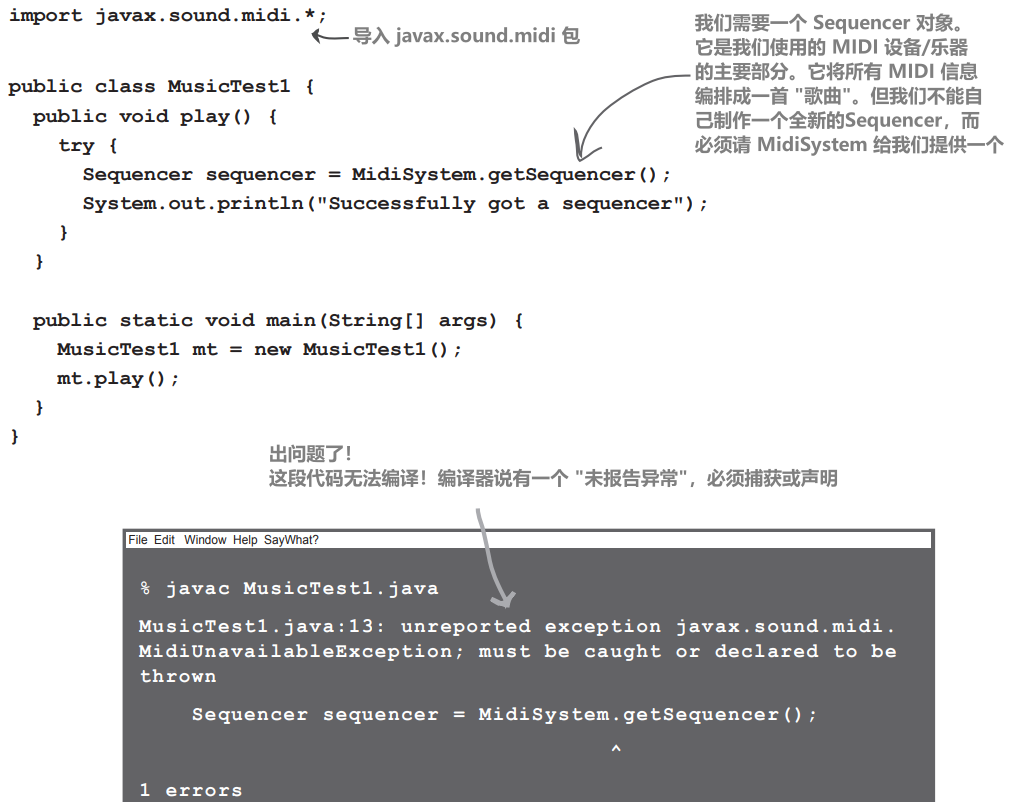 import javax.sound.midi.*;
导入 javax.sound.midi 包
我们需要一个 Sequencer 对象。
它是我们使用的 MIDI 设备/乐器
的主要部分。它将所有 MIDI 信息
编排成一首 "歌曲"。但我们不能自
己制作一个全新的Sequencer，而
必须请 MidiSystem 给我们提供一个
public class MusicTest1 {
public void play() {
try {
Sequencer sequencer = MidiSystem.getSequencer();
System.out.println("Successfully got a sequencer");
}
}
public static void main(String[] args) {
MusicTest1 mt = new MusicTest1();
mt.play();
}
}
出问题了！
这段代码无法编译！编译器说有一个 "未报告异常"，必须捕获或声明
File Edit Window Help SayWhat?
% javac MusicTest1.java
MusicTest1.java:13: unreported exception javax.sound.midi.
MidiUnavailableException; must be caught or declared to be
thrown
Sequencer sequencer = MidiSystem.getSequencer();
^
1 errors